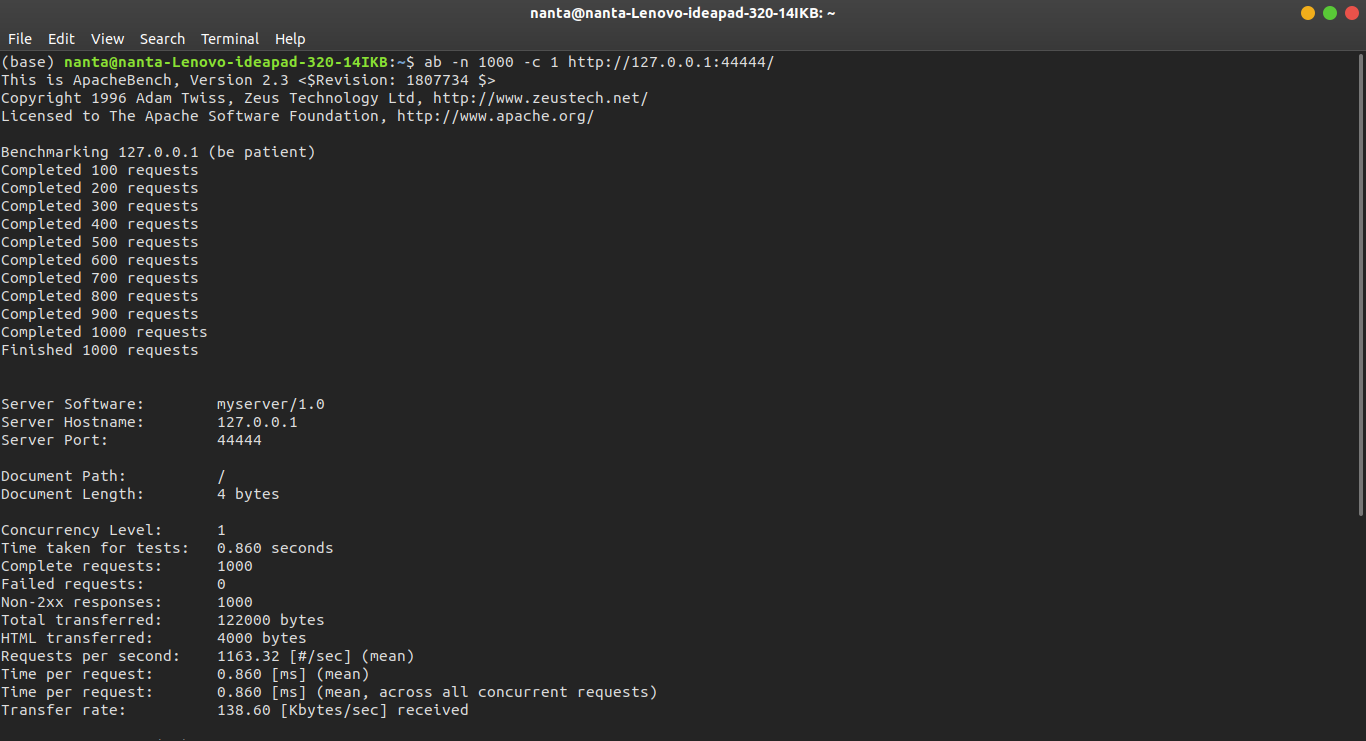 nanta@nanta-Lenovo-ideapad-320-14IKB: ~
File Edit View Search Terminal Help
(base) nanta@nanta-Lenovo-ideapad-320-14IKB:~$ ab -n 1000 -c 1 http://127.0.0.1:44444/
This is ApacheBench, Version 2.3 <$Revision: 1807734 $>
Copyright 1996 Adam Twiss, Zeus Technology Ltd, http://www.zeustech.net/
Licensed to The Apache Software Foundation, http://www.apache.org/
Benchmarking 127.0.0.1 (be patient)
Completed 100 requests
Completed 200 requests
Completed 300 requests
Completed 400 requests
Completed 500 requests
Completed 600 requests
Completed 700 requests
Completed 800 requests
Completed 900 requests
Completed 1000 requests
Finished 1000 requests
Server Software: myserver/1.0
Server Hostname: 127.0.0.1
Server Port: 44444
Document Path: /
Document Length: 4 bytes
Concurrency Level: 1
Time taken for tests: 0.860 seconds
Complete requests: 1000
Failed requests: 0
Non-2xx responses: 1000
Total transferred: 122000 bytes
HTML transferred: 4000 bytes
Requests per second: 1163.32 [#/sec] (mean)
Time per request: 0.860 [ms] (mean)
Time per request: 0.860 [ms] (mean, across all concurrent requests)
Transfer rate: 138.60 [Kbytes/sec] received